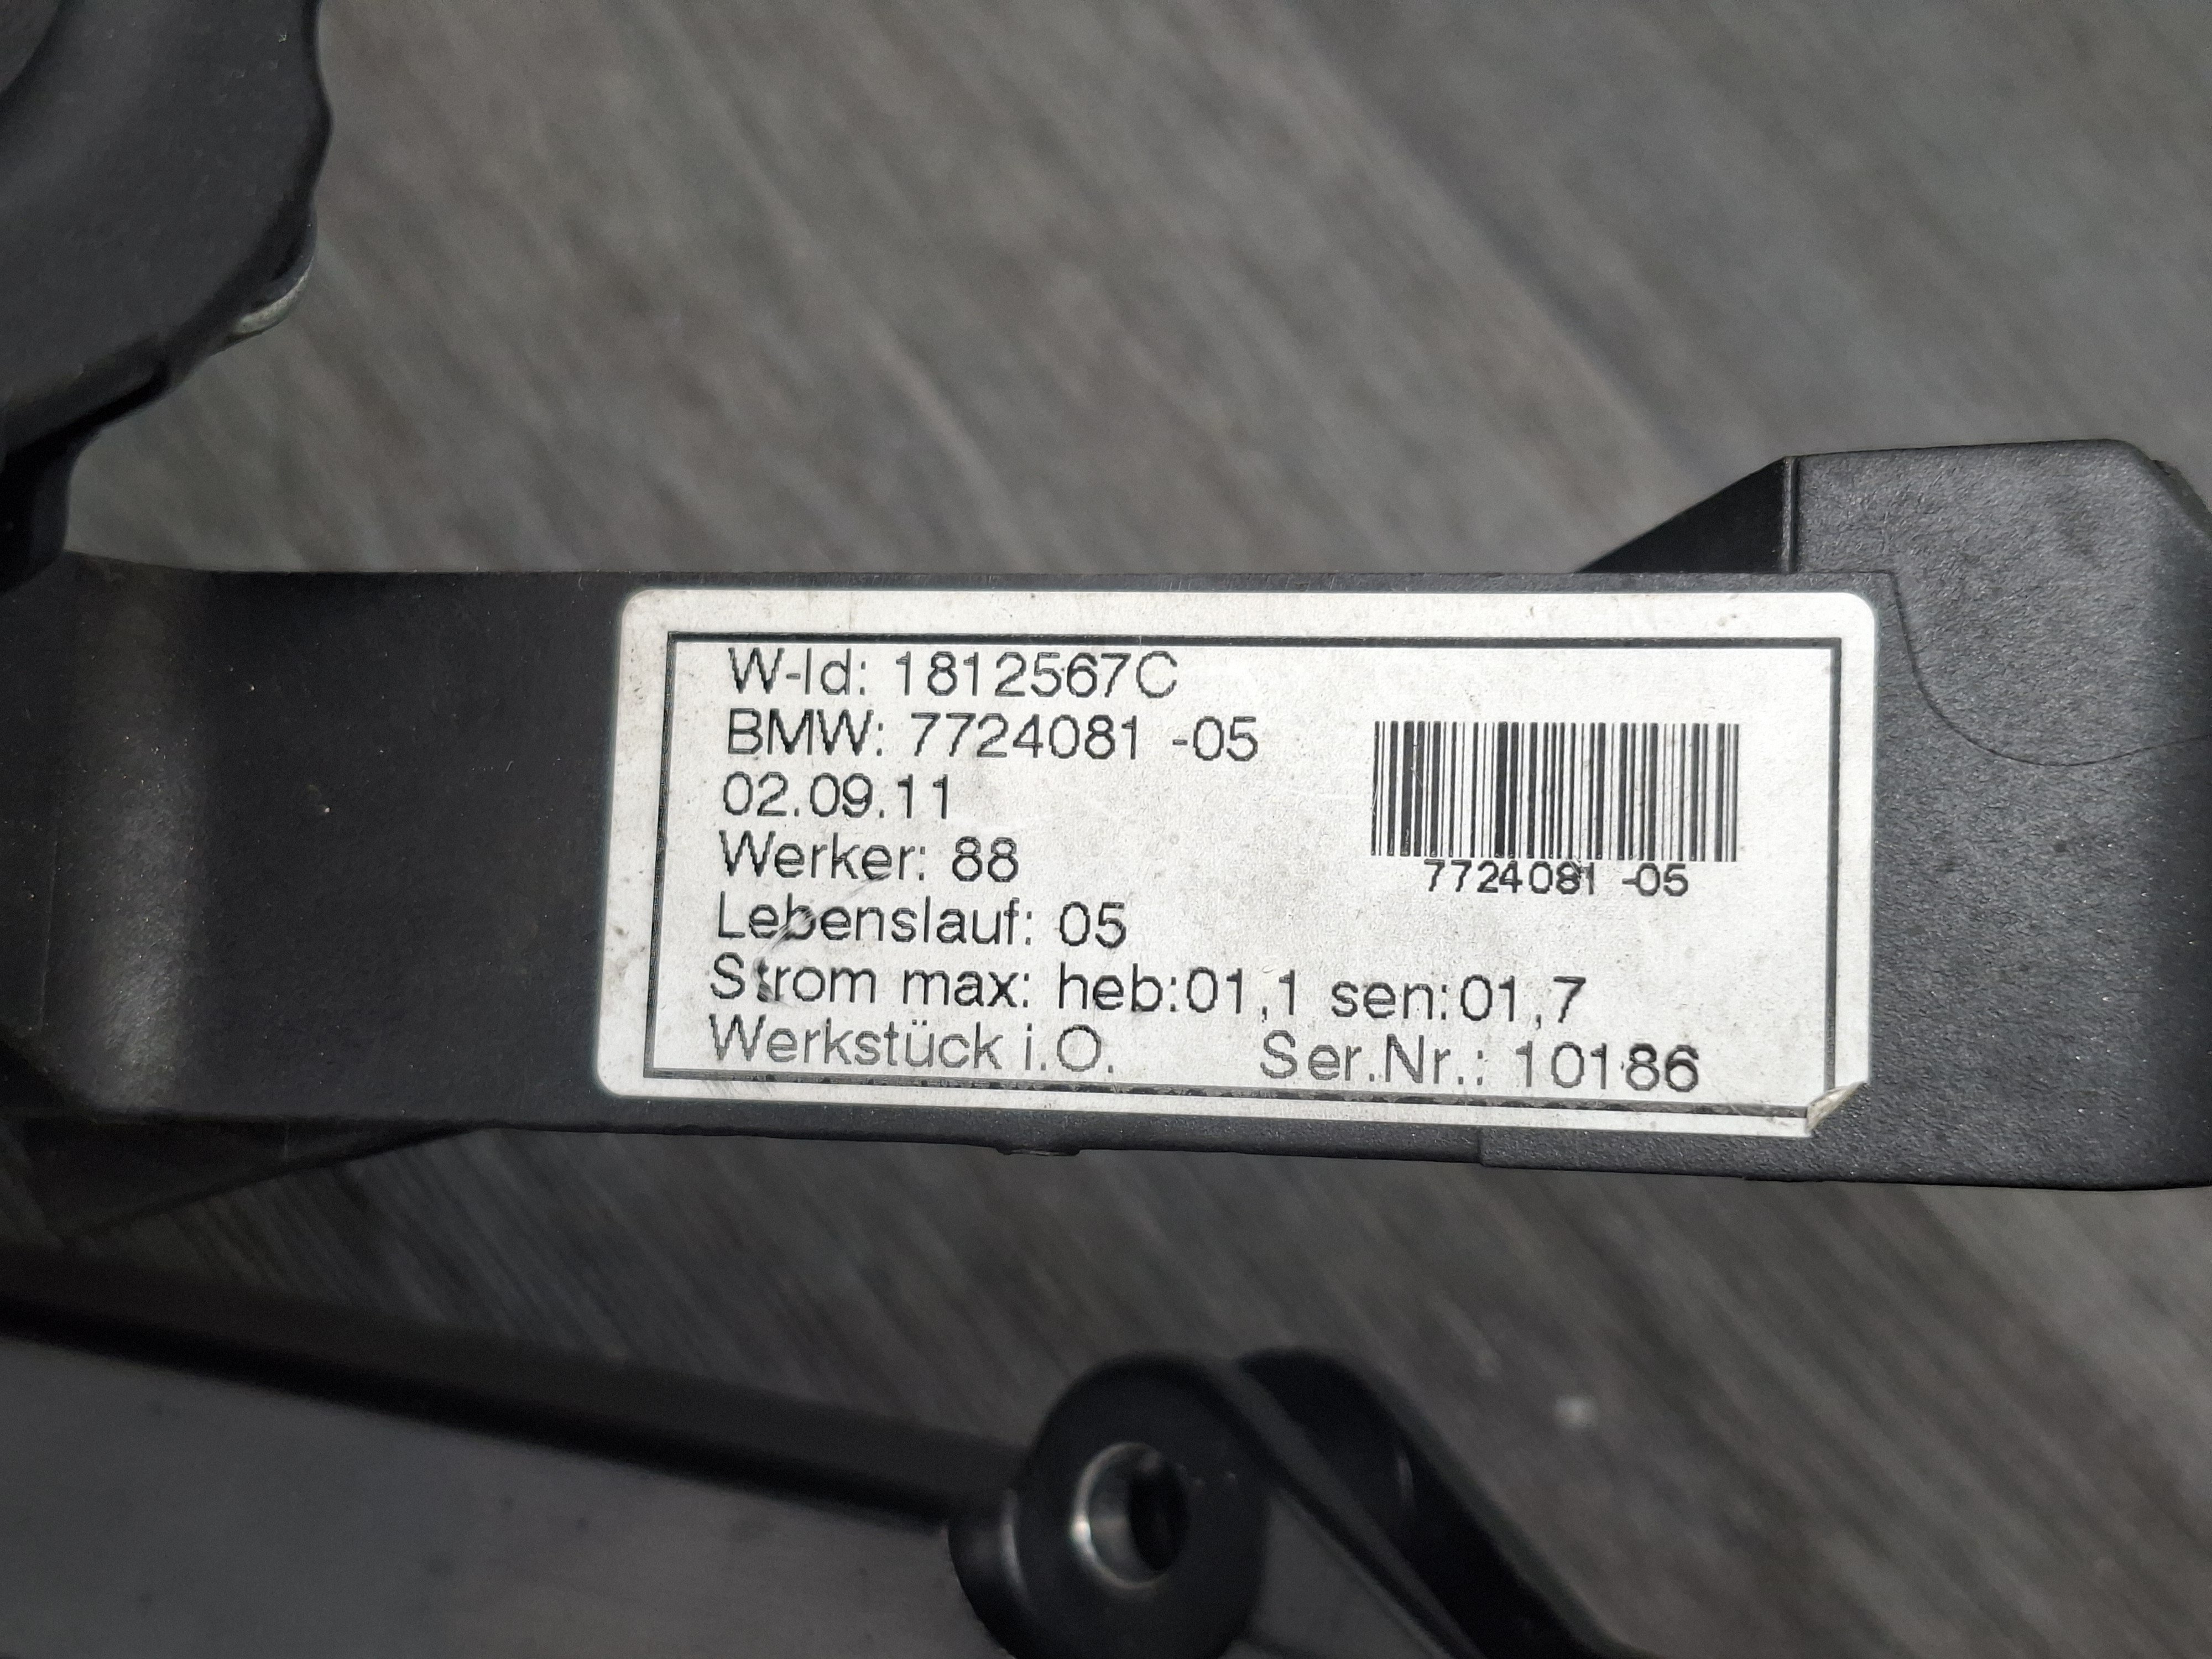 W-Id: 1812567C
BMW: 7724081 -05
02.09.11
Werker: 88
Lebenslauf: 05
Strom max: heb:01,1 sen:01,7
Werkstück i.O. Ser.Nr.: 10186
7724081 -05